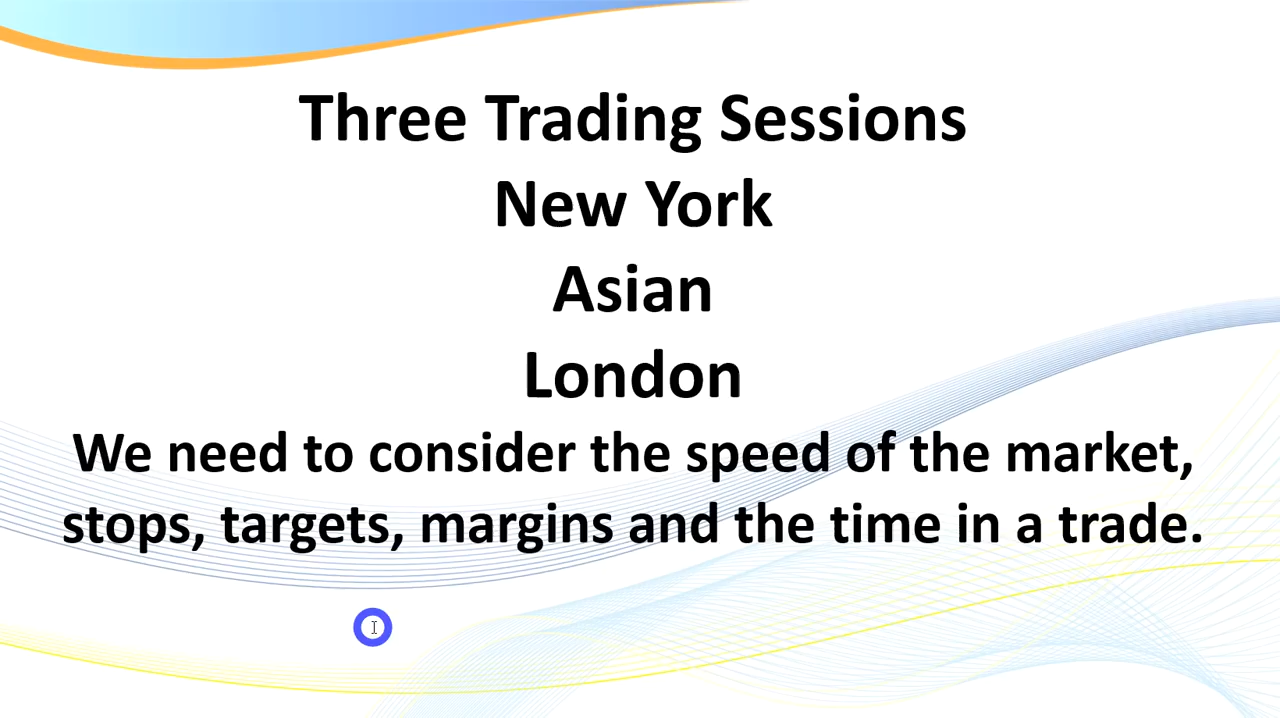 Three Trading Sessions
New York
Asian
London
We need to consider the speed of the market,
stops, targets, margins and the time in a trade.